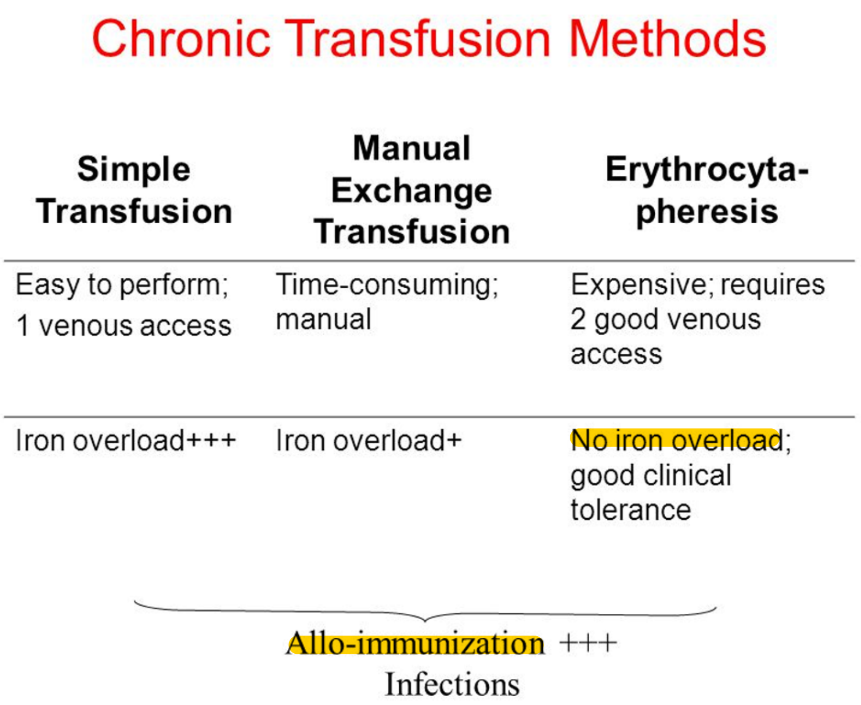 Chronic Transfusion Methods
Simple
Transfusion
Manual
Exchange
Transfusion
Erythrocyta-
pheresis
Easy to perform;
1 venous access
Time-consuming;
manual
Expensive; requires
2 good venous
access
Iron overload+++
Iron overload+
No iron overload;
good clinical
tolerance
Allo-immunization +++
Infections